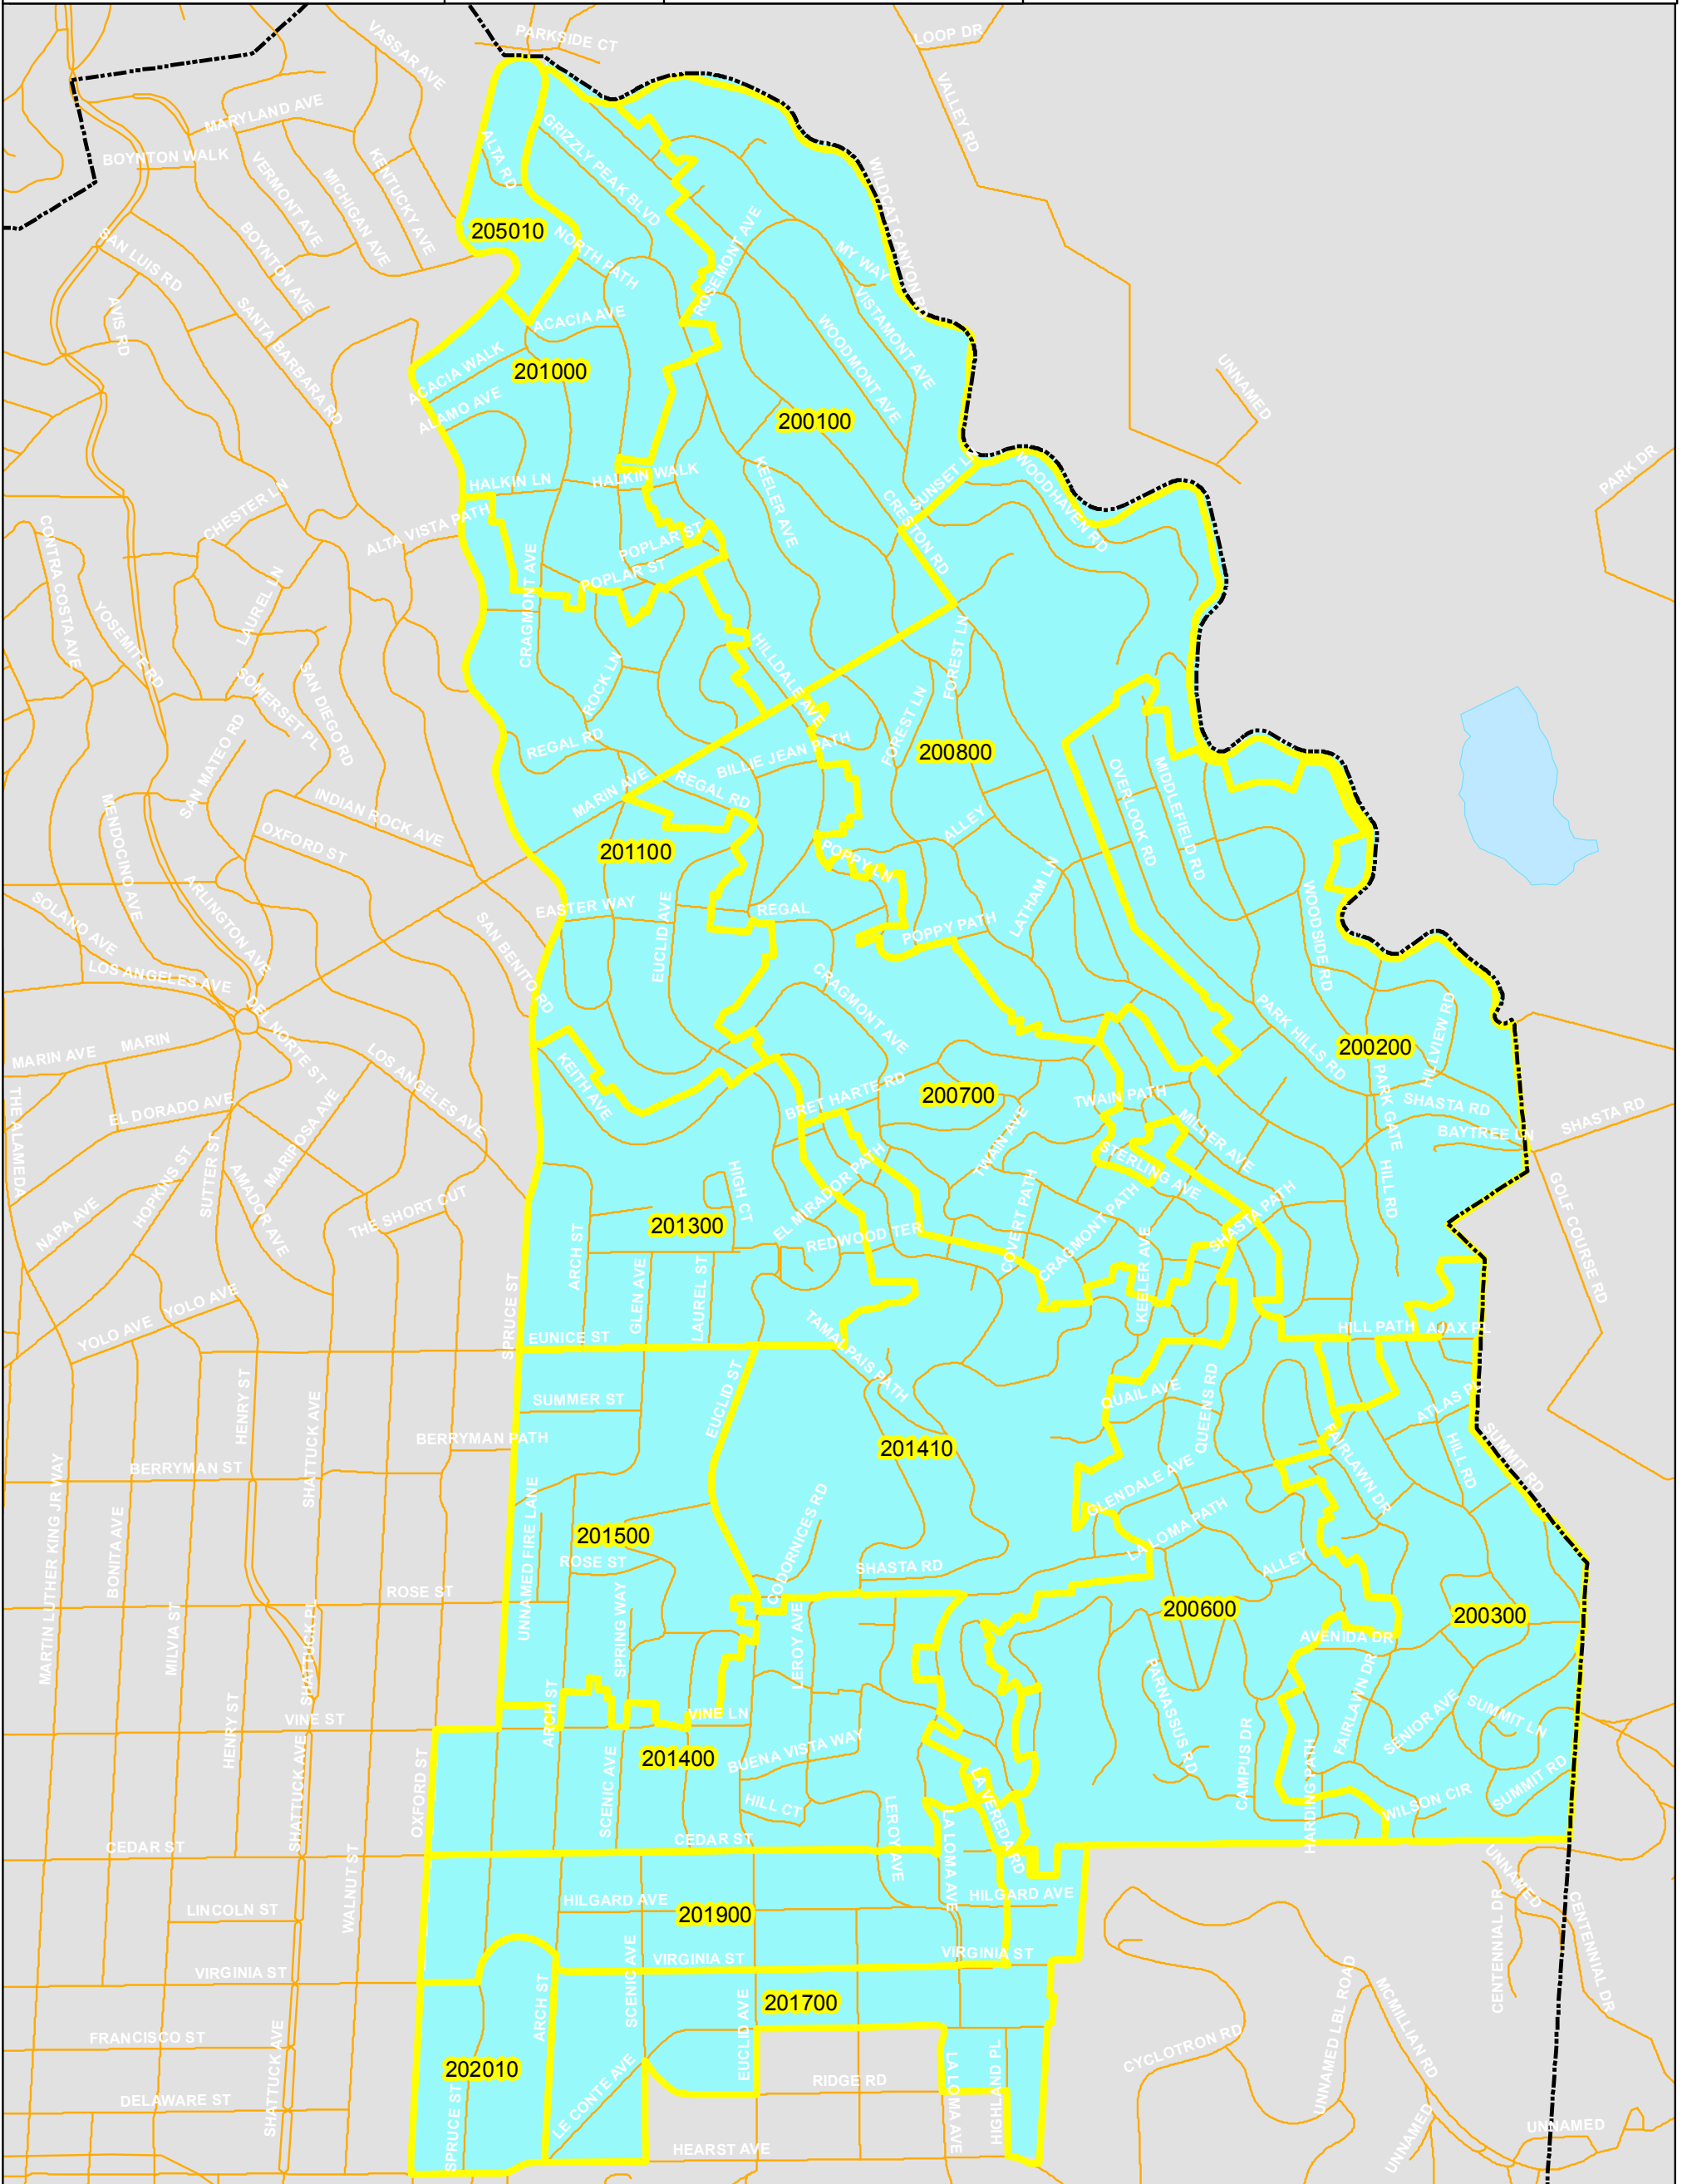 PARKSIDE CT
LOOP DR
VASSAR AVE
VALLEY RD
MARYLAND AVE
BOYNTON WALK
ALTA RD
GRIZZLY PEAK BLVD
WILDCAT CANYON RD
VERMONT AVE
MICHIGAN AVE
KENTUCKY AVE
205010
NORTH PATH
ROSEMONT AVE
MY WAY
SAN LUIS RD
BOYNTON AVE
VISTAMONT AVE
AVIS RD
SANTA BARBARA RD
ACACIA AVE
WOODMONT AVE
ACACIA WALK
201000
UNNAMED
ALAMO AVE
200100
HALKIN LN
HALKIN WALK
KEELER AVE
SUNSET LN
WOODHAVEN RD
PARK DR
CHESTER LN
ALTA VISTA PATH
CRESTON RD
CONTRA COSTA AVE
POPLAR ST
POPLAR ST
CRAGMONT AVE
LAUREL LN
YOSEMITE RD
HILLDALE AVE
FOREST LN
ROCK LN
SOMERSET PL
SAN DIEGO RD
FOREST LN
SAN MATEO RD
REGAL RD
BILLIE JEAN PATH
200800
MARIN AVE
REGAL RD
OVERLOOK RD
MIDDLEFIELD RD
MENDOCINO AVE
INDIAN ROCK AVE
OXFORD ST
ALLEY
201100
POPPY LN
ARLINGTON AVE
SOLANO AVE
EASTER WAY
EUCLID AVE
REGAL
LATHAM LN
WOODSIDE RD
SAN BENITO RD
POPPY PATH
LOS ANGELES AVE
CRAGMONT AVE
DEL NORTE ST
PARK HILLS RD
HILLVIEW RD
MARIN AVE
MARIN
LOS ANGELES AVE
200200
KEITH AVE
THE ALAMEDA
EL DORADO AVE
MARIPOSA AVE
BRET HARTE RD
200700
TWAIN PATH
PARK GATE
SHASTA RD
SHASTA RD
BAYTREE LN
HOPKINS ST
SUTTER ST
AMADOR AVE
HIGH CT
EL MIRADOR PATH
TWAIN AVE
STERLING AVE
MILLER AVE
HILL RD
NAPA AVE
THE SHORT CUT
201300
REDWOOD TER
COVERT PATH
CRAGMONT PATH
SHASTA PATH
GOLF COURSE RD
ARCH ST
KEELER AVE
YOLO AVE
YOLO AVE
SPRUCE ST
GLEN AVE
LAUREL ST
EUNICE ST
TAMALPAIS PATH
HILL PATH
AJAX PL
HENRY ST
SHATTUCK AVE
SUMMER ST
EUCLID ST
QUAIL AVE
QUEENS RD
ATLAS PL
BERRYMAN PATH
201410
FAIRLAWN DR
HILL RD
SUMMIT RD
BERRYMAN ST
GLENDALE AVE
MARTIN LUTHER KING JR WAY
BONITA AVE
UNNAMED FIRE LANE
201500
CODORNICES RD
LA LOMA PATH
ROSE ST
ROSE ST
SHASTA RD
ALLEY
200600
200300
MILVIA ST
SHATTUCK PL
SPRING WAY
LEROY AVE
AVENIDA DR
PARNASSUS RD
FAIRLAWN DR
HENRY ST
VINE ST
ARCH ST
VINE LN
SENIOR AVE
SUMMIT LN
201400
BUENA VISTA WAY
SHATTUCK AVE
OXFORD ST
SCENIC AVE
HILL CT
LEROY AVE
LA LOMA AVE
LA VEREDA RD
CAMPUS DR
HARDING PATH
WILSON CIR
SUMMIT RD
CEDAR ST
CEDAR ST
WALNUT ST
HILGARD AVE
HILGARD AVE
UNNAMED
LINCOLN ST
201900
CENTENNIAL DR
CENTENNIAL DR
VIRGINIA ST
VIRGINIA ST
VIRGINIA ST
SCENIC AVE
ARCH ST
201700
UNNAMED LBL ROAD
MCMILLIAN RD
FRANCISCO ST
SHATTUCK AVE
EUCLID AVE
CYCLOTRON RD
202010
LE CONTE AVE
RIDGE RD
LA LOMA AVE
HIGHLAND PL
DELAWARE ST
SPRUCE ST
HEARST AVE
UNNAMED
UNNAMED